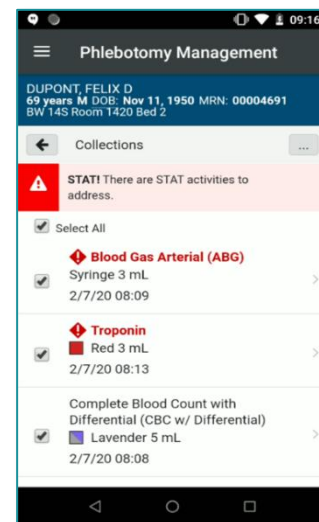 09:16
Phlebotomy Management
DUPONT, FELIX D
69 years M DOB: Nov 11, 1950 MRN: 00004691
BW 14S Room 1420 Bed 2
Collections
...
STAT! There are STAT activities to
address.
Select All
Blood Gas Arterial (ABG)
Syringe 3 mL
2/7/20 08:09
Troponin
Red 3 mL
2/7/20 08:13
Complete Blood Count with
Differential (CBC w/ Differential)
Lavender 5 mL
2/7/20 08:08